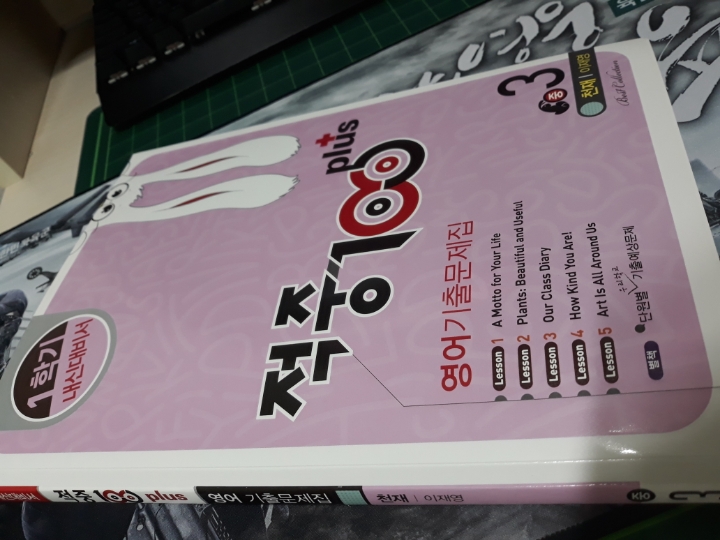 1학기
내신대비서
적중100
plus
영어기출문제집
중3
천재 | 이재영
Best Collection
Lesson 1 A Motto for Your Life
Lesson 2 Plants: Beautiful and Useful
Lesson 3 Our Class Diary
Lesson 4 How Kind You Are!
Lesson 5 Art Is All Around Us
별책
단원별 기출예상문제
적중100 plus 영어 기출문제집 천재 | 이재영 중3